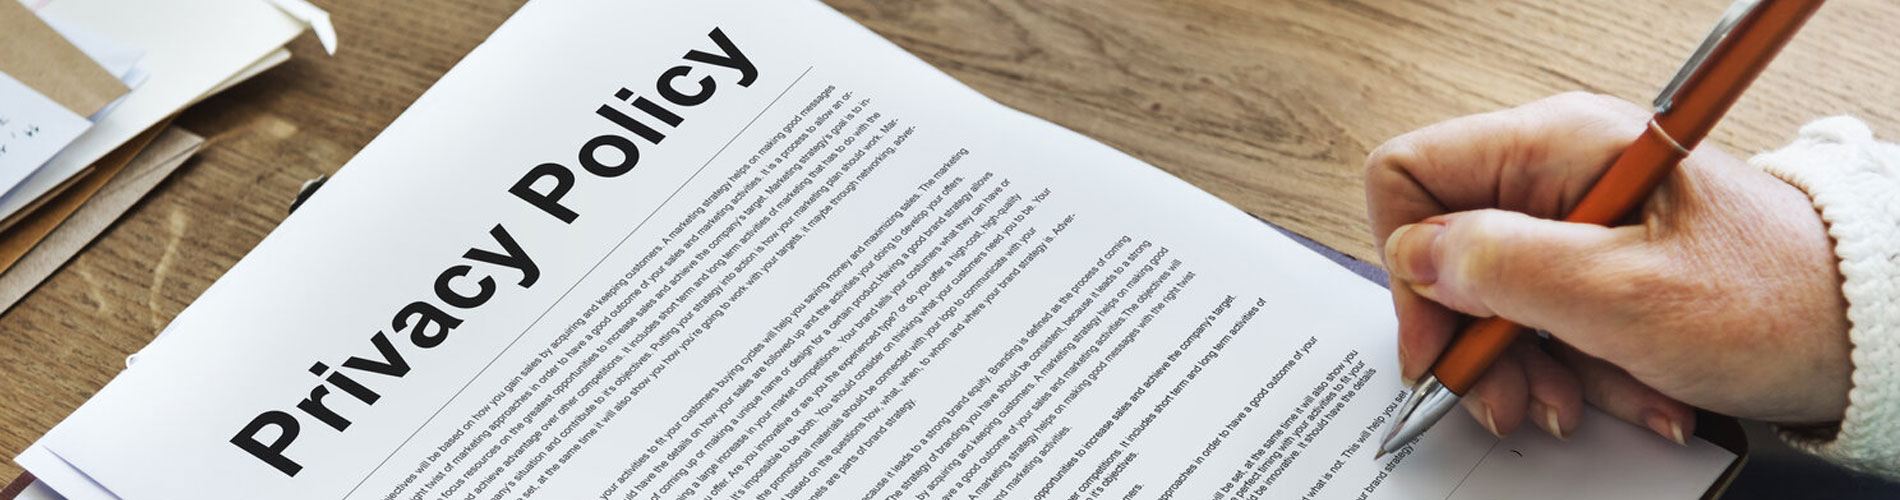 Privacy Policy
jectives will be based on how you gain sales by acquiring and keeping customers. A marketing strategy helps on making good messages
ght twist of marketing approaches in order to have a good outcome of your sales and marketing activities. It is a process to allow an or-
focus resources on the greatest opportunities to increase sales and achieve the company's target. Marketing strategy's goal is to in-
d achieve advantage over other competitions. It includes short term and long term activities of marketing that has to do with the
ny's situation and contribute to it's objectives. Putting your strategy into action is how your marketing plan should work. Mar-
set, at the same time it will also show you how you're going to work with your targets, it maybe through networking, adver-
your activities to fit your customers buying cycles will help you saving money and maximizing sales. The marketing
uld have the details on how your sales are followed up and the activities your doing to develop your offers.
of coming up or making a unique name or design for a certain product. Having a good brand strategy allows
ng a large increase in your market competitions. Your brand tells your costumers what they can have or
u offer. Are you innovative or are you the experienced type? or do you offer a high-cost, high-quality
t's impossible to be both. You should consider on thinking what your customers need you to be. Your
the promotional materials should be connected with your logo to communicate with your
based on the questions how, what, when, to whom and where your brand strategy is. Adver-
nels are parts of brand strategy.
ecause it leads to a strong brand equity. Branding is defined as the process of coming
he strategy of branding you have should be consistent, because it leads to a strong
by acquiring and keeping customers. A marketing strategy helps on making good
ve a good outcome of your sales and marketing activities. The objectives will
A marketing strategy helps on making good messages with the right twist
and marketing activities.
opportunities to increase sales and achieve the company's target.
er competitions. It includes short term and long term activities of
o it's objectives.
approaches in order to have a good outcome of your
mers.
will be set, at the same time it will also show you
s perfect timing with your activities to fit your
d be innovative. It should have the details
t what is not. This will help you set
ur brand strategy